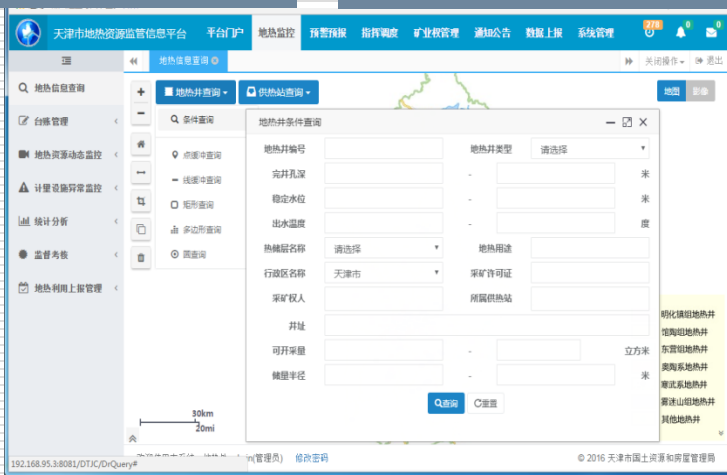 天津市地热资源监管信息平台 平台门户 地热监控 预警预报 指挥调度 矿业权管理 通知公告 数据上报 系统管理 278 0 0
地热信息查询 关闭操作 退出
地热信息查询
台账管理
地热资源动态监控
计量设施异常监控
统计分析
监督考核
地热利用上报管理
地热井查询 供热站查询 地图 影像
条件查询
点缓冲查询
线缓冲查询
矩形查询
多边形查询
圆查询
地热井条件查询
地热井编号 地热井类型 请选择
完井孔深 - 米
稳定水位 - 米
出水温度 - 度
热储层名称 请选择 地热用途
行政区名称 天津市 采矿许可证
采矿权人 所属供热站
井址
可开采量 - 立方米
储量半径 - 米
查询 重置
明化镇组地热井
馆陶组地热井
东营组地热井
奥陶系地热井
寒武系地热井
雾迷山组地热井
其他地热井
30km
20mi
in(管理员) 修改密码 © 2016 天津市国土资源和房屋管理局
192.168.95.3:8081/DTJC/DrQuery#